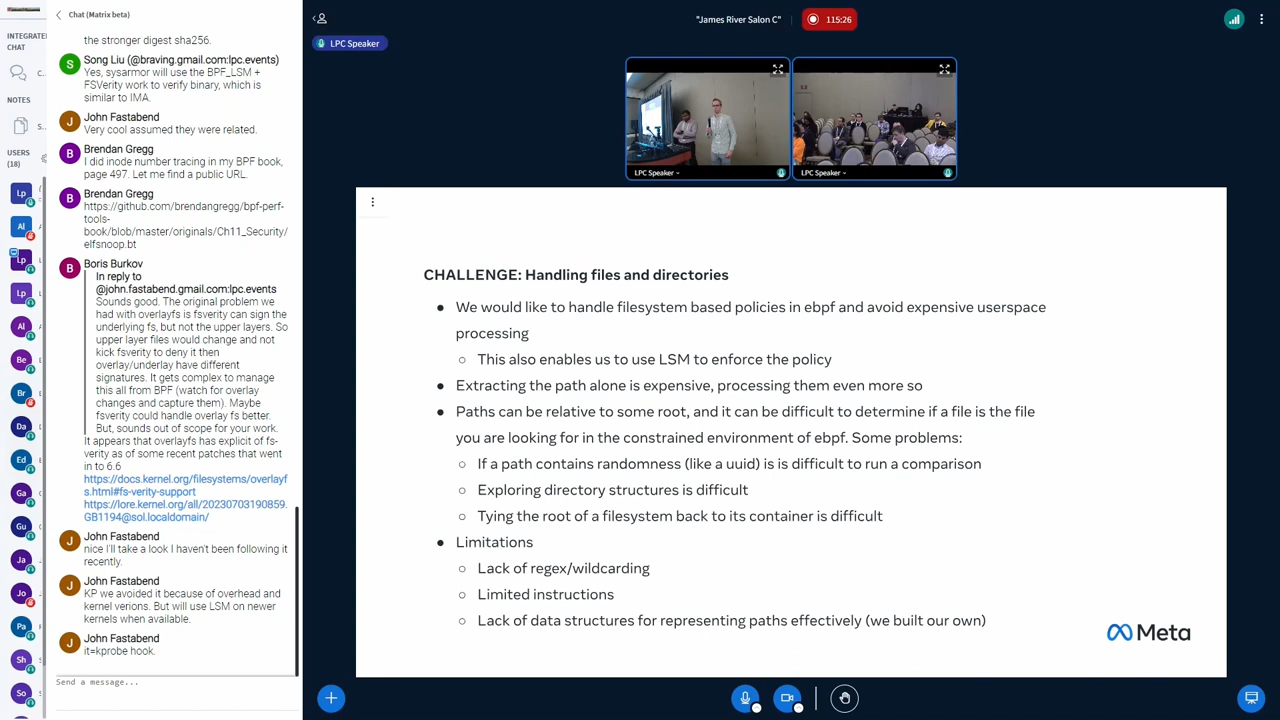 INTEGRATE
CHAT
C..
NOTES
S...
USERS
(18)
Lp
Al
Lp
Lp
Al
Be
Br
Da
Ed
Ga
Gu
Ja
Jo
Pa
Sh
So
Chat (Matrix beta)
the stronger digest sha256.
S
Song Liu (@braving.gmail.com:lpc.events)
Yes, sysarmor will use the BPF_LSM +
FSVerity work to verify binary, which is
similar to IMA.
J
John Fastabend
Very cool assumed they were related.
B
Brendan Gregg
I did inode number tracing in my BPF book,
page 497. Let me find a public URL.
B
Brendan Gregg
https://github.com/brendangregg/bpf-perf-
tools-
book/blob/master/originals/Ch11_Security/
elfsnoop.bt
B
Boris Burkov
In reply to
@john.fastabend.gmail.com:lpc.events
Sounds good. The original problem we
had with overlayfs is fsverity can sign the
underlying fs, but not the upper layers. So
upper layer files would change and not
kick fsverity to deny it then
overlay/underlay have different
signatures. It gets complex to manage
this all from BPF (watch for overlay
changes and capture them). Maybe
fsverity could handle overlay fs better.
But, sounds out of scope for your work.
It appears that overlayfs has explicit of fs-
verity as of some recent patches that went
in to 6.6
https://docs.kernel.org/filesystems/overlayf
s.html#fs-verity-support
https://lore.kernel.org/all/20230703190859.
GB1194@sol.localdomain/
J
John Fastabend
nice I'll take a look I haven't been following it
recently.
J
John Fastabend
KP we avoided it because of overhead and
kernel verions. But will use LSM on newer
kernels when available.
J
John Fastabend
it=kprobe hook.
Send a message...
"James River Salon C"
115:26
LPC Speaker
LPC Speaker
LPC Speaker
CHALLENGE: Handling files and directories
● We would like to handle filesystem based policies in ebpf and avoid expensive userspace
processing
○ This also enables us to use LSM to enforce the policy
● Extracting the path alone is expensive, processing them even more so
● Paths can be relative to some root, and it can be difficult to determine if a file is the file
you are looking for in the constrained environment of ebpf. Some problems:
○ If a path contains randomness (like a uuid) is is difficult to run a comparison
○ Exploring directory structures is difficult
○ Tying the root of a filesystem back to its container is difficult
● Limitations
○ Lack of regex/wildcarding
○ Limited instructions
○ Lack of data structures for representing paths effectively (we built our own)
Meta